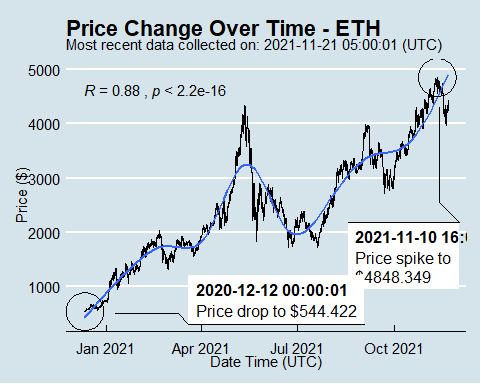 Price Change Over Time - ETH
Most recent data collected on: 2021-11-21 05:00:01 (UTC)
R = 0.88 , p < 2.2e-16
Price ($)
5000
4000
3000
2000
1000
2021-11-10 16:
Price spike to
$4848.349
2020-12-12 00:00:01
Price drop to $544.422
Jan 2021
Apr 2021
Jul 2021
Oct 2021
Date Time (UTC)